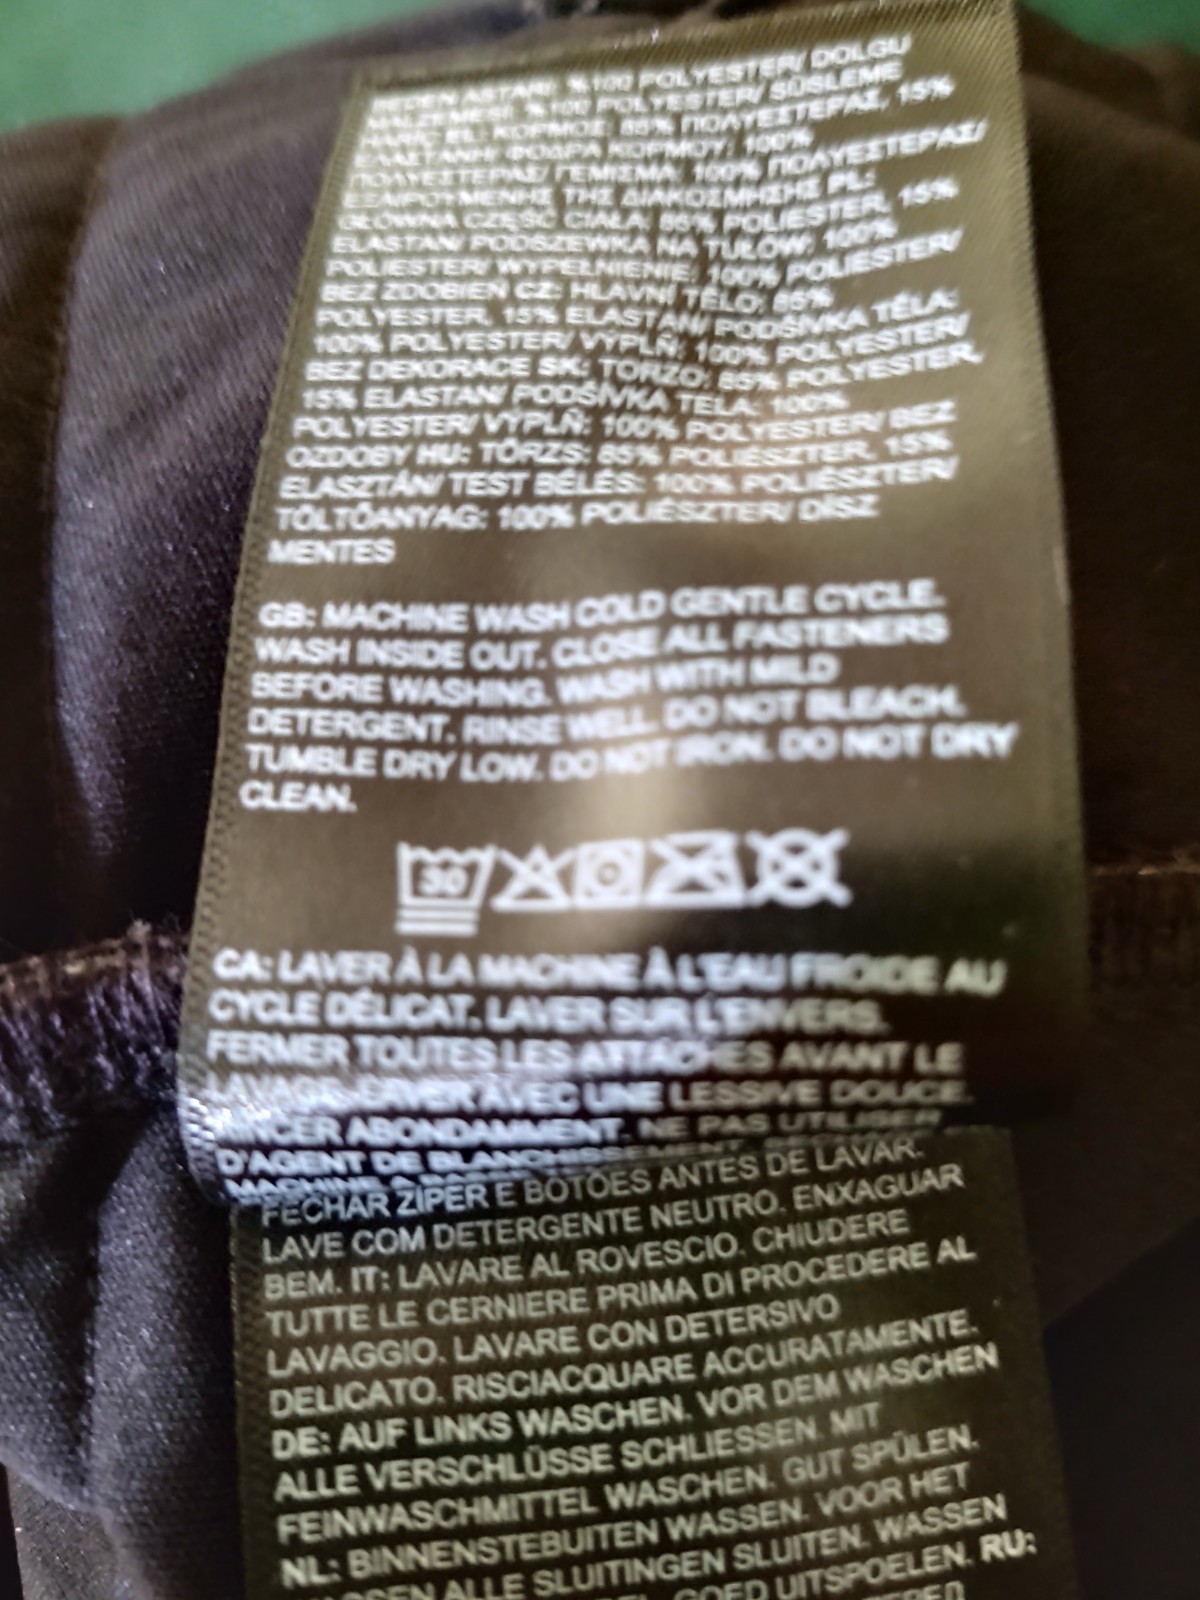 BEDEN ASTARI: %100 POLYESTER/ DOLGU
MALZEMESİ: %100 POLYESTER/ SÜSLEME
HARİÇ EL: ΚΟΡΜΟΣ: 85% ΠΟΛΥΕΣΤΕΡΑΣ, 15%
ΕΛΑΣΤΑΝΗ/ ΦΟΔΡΑ ΚΟΡΜΟΥ: 100%
ΠΟΛΥΕΣΤΕΡΑΣ/ ΓΕΜΙΣΜΑ: 100% ΠΟΛΥΕΣΤΕΡΑΣ/
ΕΞΑΙΡΟΥΜΕΝΗΣ ΤΗΣ ΔΙΑΚΟΣΜΗΣΗΣ PL:
GŁÓWNA CZĘŚĆ CIAŁA: 85% POLIESTER, 15%
ELASTAN/ PODSZEWKA NA TUŁÓW: 100%
POLIESTER/ WYPEŁNIENIE: 100% POLIESTER/
BEZ ZDOBIEŃ CZ: HLAVNÍ TĚLO: 85%
POLYESTER, 15% ELASTAN/ PODŠÍVKA TĚLA:
100% POLYESTER/ VÝPLŇ: 100% POLYESTER/
BEZ DEKORACE SK: TORZO: 85% POLYESTER,
15% ELASTAN/ PODŠÍVKA TELA: 100%
POLYESTER/ VÝPLŇ: 100% POLYESTER/ BEZ
OZDOBY HU: TÖRZS: 85% POLIÉSZTER, 15%
ELASZTÁN/ TEST BÉLÉS: 100% POLIÉSZTER/
TÖLTŐANYAG: 100% POLIÉSZTER/ DÍSZ
MENTES
GB: MACHINE WASH COLD GENTLE CYCLE.
WASH INSIDE OUT. CLOSE ALL FASTENERS
BEFORE WASHING. WASH WITH MILD
DETERGENT. RINSE WELL. DO NOT BLEACH.
TUMBLE DRY LOW. DO NOT IRON. DO NOT DRY
CLEAN.
30
CA: LAVER À LA MACHINE À L'EAU FROIDE AU
CYCLE DÉLICAT. LAVER SUR L'ENVERS.
FERMER TOUTES LES ATTACHES AVANT LE
LAVAGE. LAVER AVEC UNE LESSIVE DOUCE.
RINCER ABONDAMMENT. NE PAS UTILISER
D'AGENT DE BLANCHISSEMENT.
FECHAR ZÍPER E BOTÕES ANTES DE LAVAR.
LAVE COM DETERGENTE NEUTRO. ENXAGUAR
BEM. IT: LAVARE AL ROVESCIO. CHIUDERE
TUTTE LE CERNIERE PRIMA DI PROCEDERE AL
LAVAGGIO. LAVARE CON DETERSIVO
DELICATO. RISCIACQUARE ACCURATAMENTE.
DE: AUF LINKS WASCHEN. VOR DEM WASCHEN
ALLE VERSCHLÜSSE SCHLIESSEN. MIT
FEINWASCHMITTEL WASCHEN. GUT SPÜLEN.
NL: BINNENSTEBUITEN WASSEN. VOOR HET
WASSEN ALLE SLUITINGEN SLUITEN. WASSEN
GOED UITSPOELEN. RU: